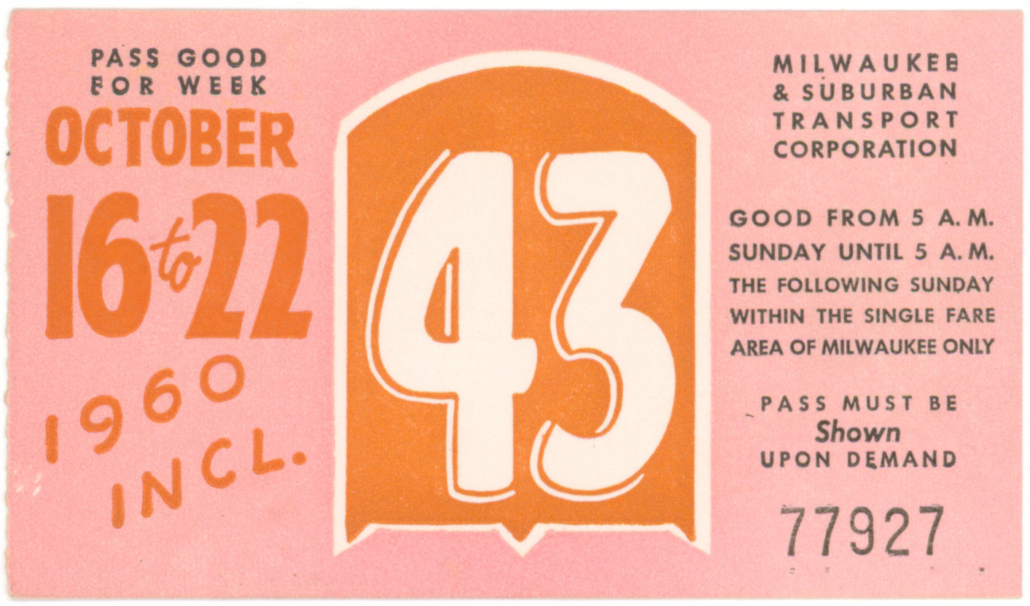 PASS GOOD
FOR WEEK
OCTOBER
16 to 22
1960
INCL.
43
MILWAUKEE
& SUBURBAN
TRANSPORT
CORPORATION
GOOD FROM 5 A. M.
SUNDAY UNTIL 5 A. M.
THE FOLLOWING SUNDAY
WITHIN THE SINGLE FARE
AREA OF MILWAUKEE ONLY
PASS MUST BE
Shown
UPON DEMAND
77927